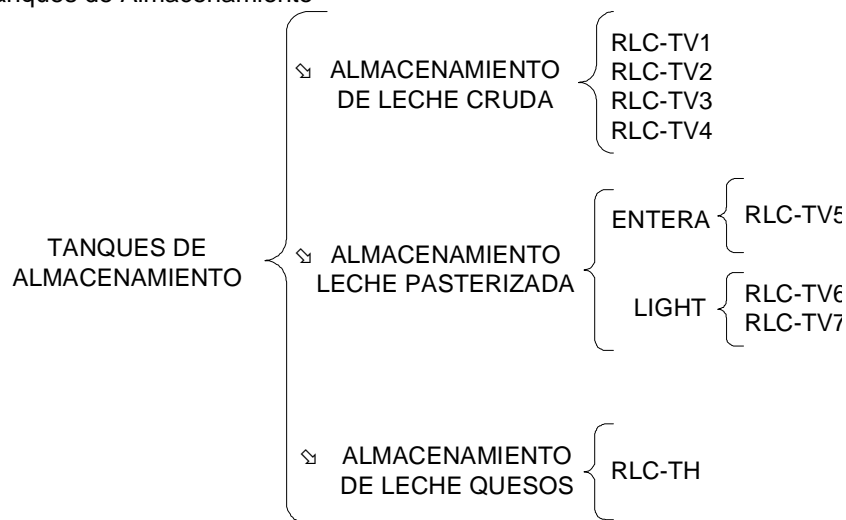 anques de Almacenamiento
ALMACENAMIENTO
DE LECHE CRUDA
RLC-TV1
RLC-TV2
RLC-TV3
RLC-TV4
TANQUES DE
ALMACENAMIENTO
ALMACENAMIENTO
LECHE PASTERIZADA
ENTERA
RLC-TV5
LIGHT
RLC-TV6
RLC-TV7
ALMACENAMIENTO
DE LECHE QUESOS
RLC-TH